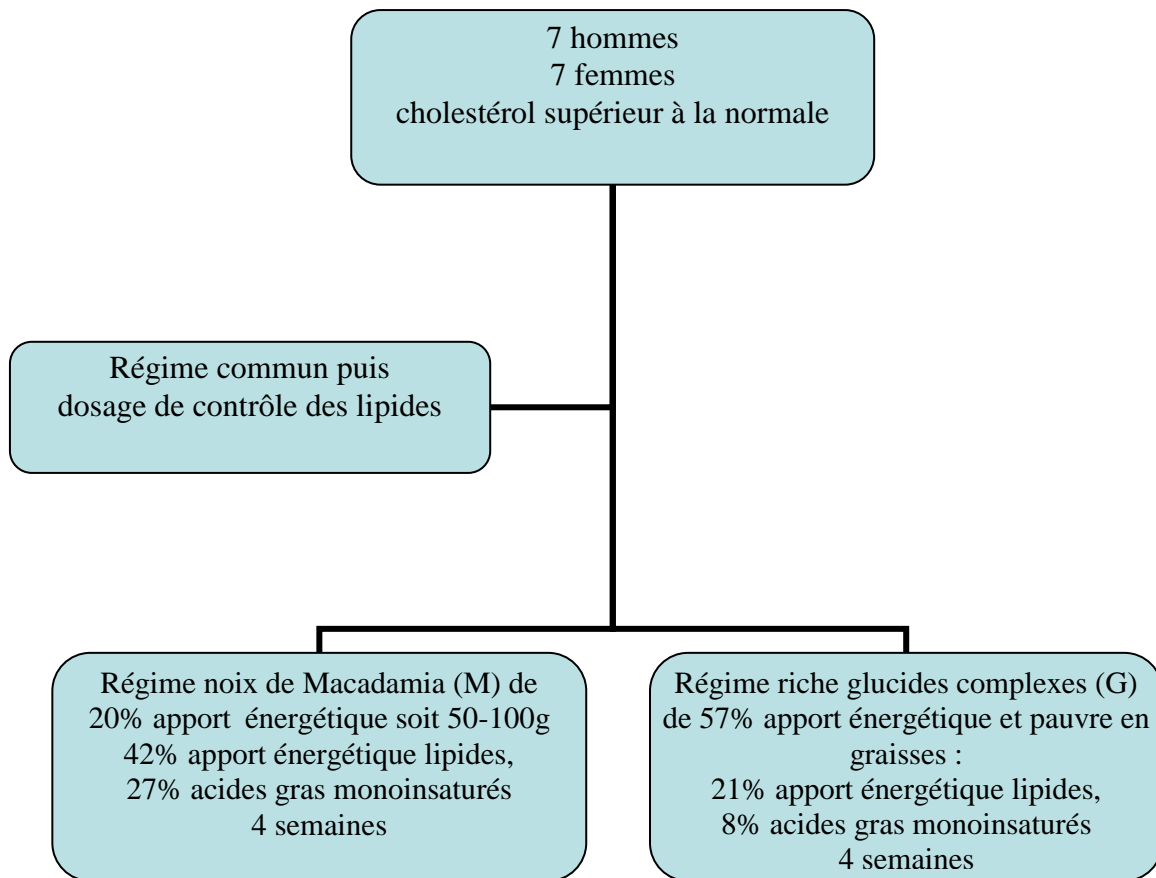 7 hommes
7 femmes
cholestérol supérieur à la normale
Régime commun puis
dosage de contrôle des lipides
Régime noix de Macadamia (M) de
20% apport énergétique soit 50-100g
42% apport énergétique lipides,
27% acides gras monoinsaturés
4 semaines
Régime riche glucides complexes (G)
de 57% apport énergétique et pauvre en
graisses :
21% apport énergétique lipides,
8% acides gras monoinsaturés
4 semaines